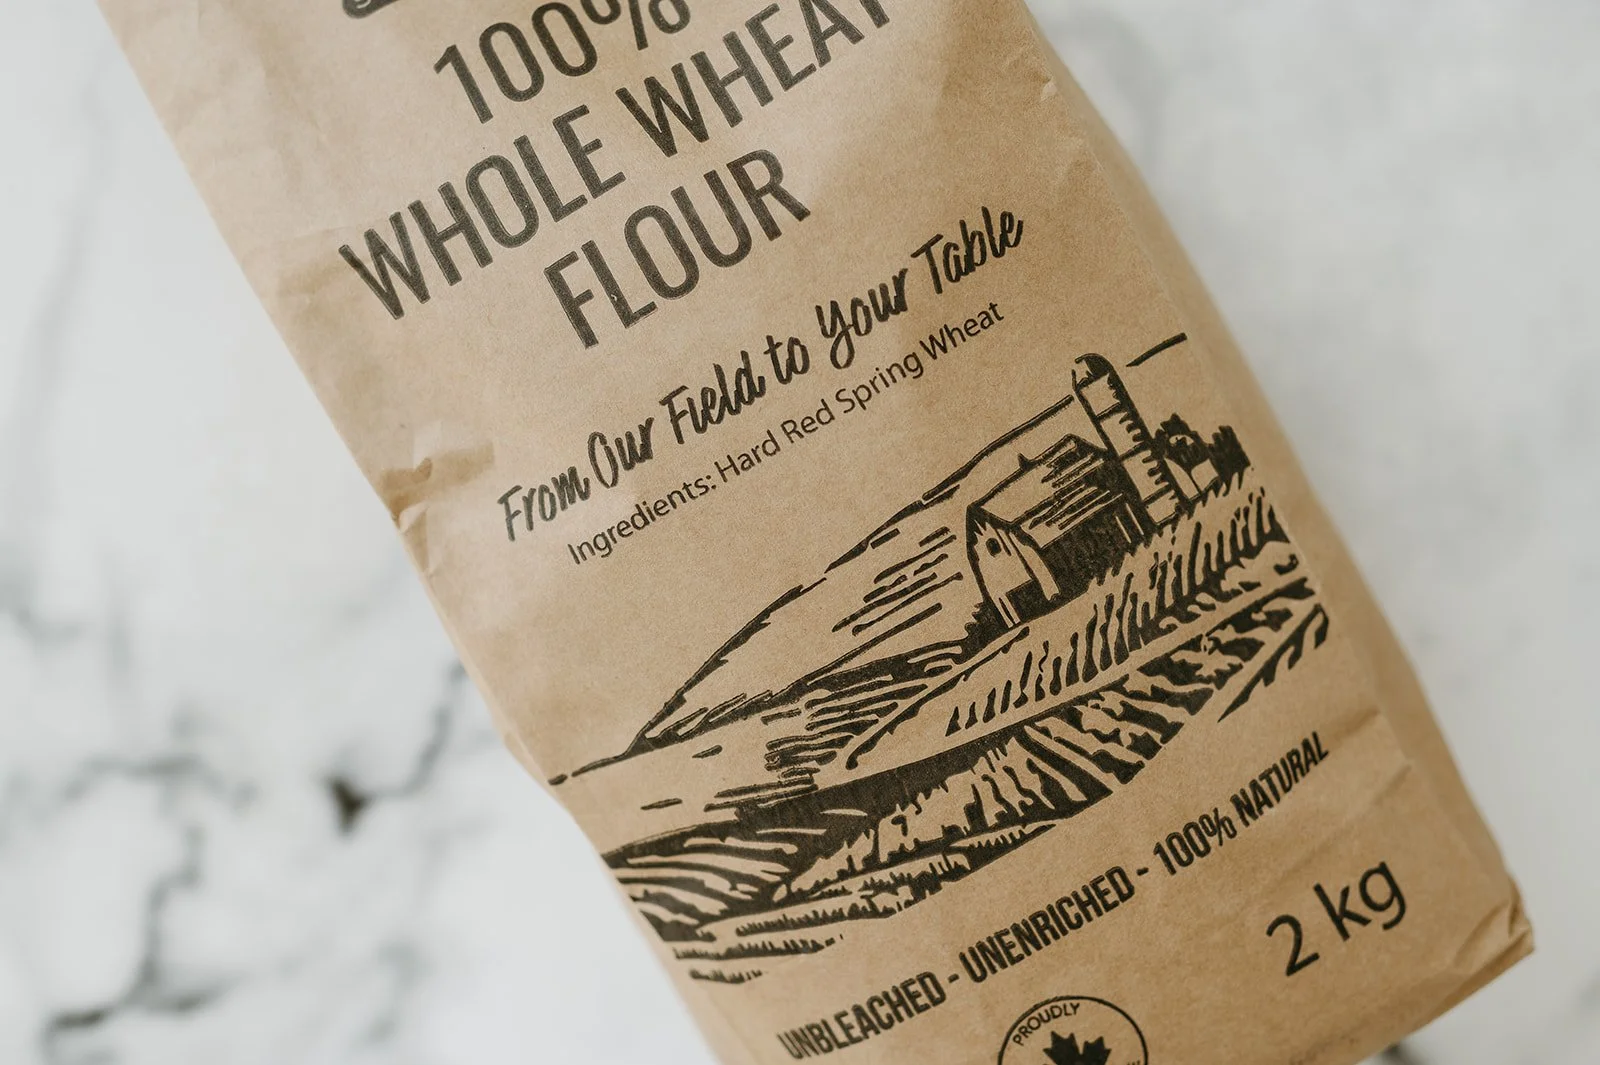 100%
WHOLE WHEAT
FLOUR
From Our Field to Your Table
Ingredients: Hard Red Spring Wheat
UNBLEACHED - UNENRICHED - 100% NATURAL
2 kg
PROUDLY